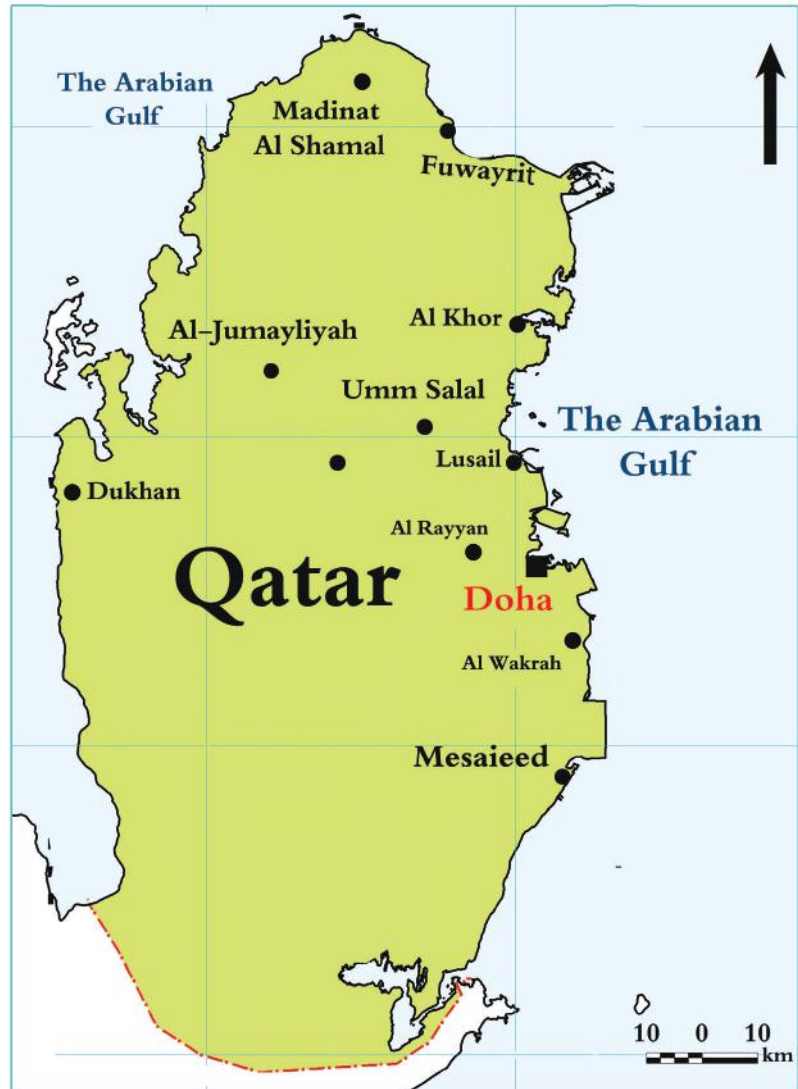 The Arabian
Gulf
Madinat
Al Shamal
Fuwayrit
Al Khor
Al–Jumayliyah
Umm Salal
The Arabian
Gulf
Lusail
Dukhan
Al Rayyan
Qatar
Doha
Al Wakrah
Mesaieed
10 0 10
km